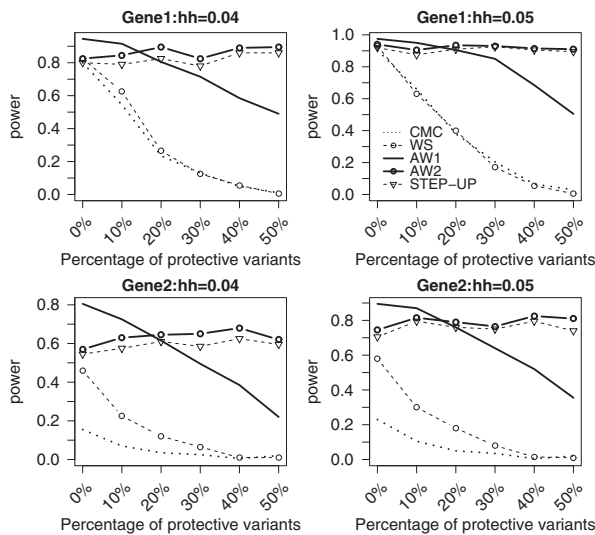 Gene1:hh=0.04
power
0.8
0.6
0.4
0.2
0.0
0% 10% 20% 30% 40% 50%
Percentage of protective variants
Gene1:hh=0.05
power
1.0
0.8
0.6
0.4
0.2
0.0
CMC
WS
AW1
AW2
STEP−UP
0% 10% 20% 30% 40% 50%
Percentage of protective variants
Gene2:hh=0.04
power
0.8
0.6
0.4
0.2
0.0
0% 10% 20% 30% 40% 50%
Percentage of protective variants
Gene2:hh=0.05
power
0.8
0.6
0.4
0.2
0.0
0% 10% 20% 30% 40% 50%
Percentage of protective variants